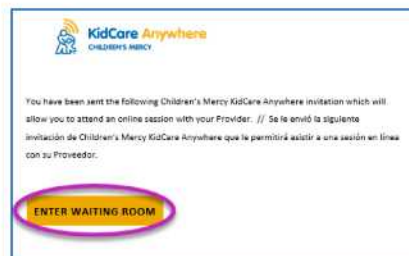 KidCare Anywhere
CHILDREN'S MERCY
You have been sent the following Children's Mercy KidCare Anywhere invitation which will
allow you to attend an online session with your Provider. // Se le envió la siguiente
invitación de Children's Mercy KidCare Anywhere que le permitirá asistir a una sesión en línea
con su Proveedor.
ENTER WAITING ROOM